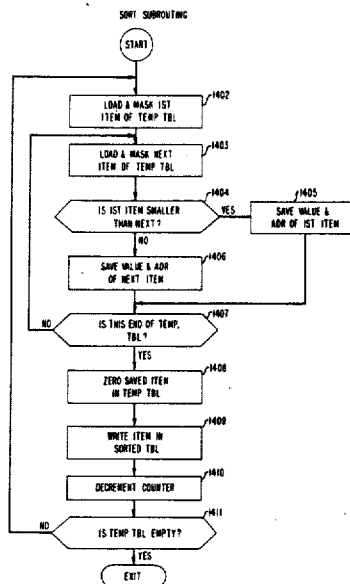 SORT SUBROUTING
START
1402
LOAD & MASK 1ST
ITEM OF TEMP TBL
1403
LOAD & MASK NEXT
ITEM OF TEMP TBL
1404
IS 1ST ITEM SMALLER
THAN NEXT?
YES
1405
SAVE VALUE &
ADR OF 1ST ITEM
NO
1406
SAVE VALUE & ADR
OF NEXT ITEM
1407
NO
IS THIS END OF TEMP.
TBL?
YES
1408
ZERO SAVED ITEM
IN TEMP TBL
1409
WRITE ITEM IN
SORTED TBL
1410
DECREMENT COUNTER
1411
NO
IS TEMP TBL EMPTY?
YES
EXIT